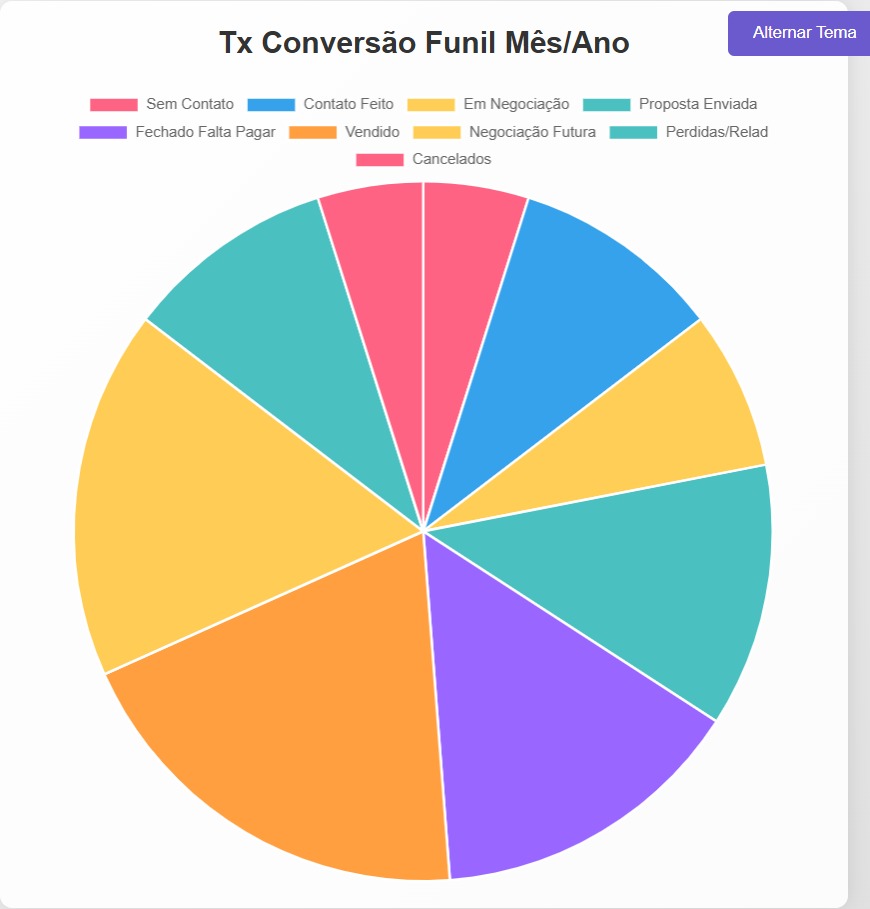 Tx Conversão Funil Mês/Ano
Alternar Tema
Sem Contato Contato Feito Em Negociação Proposta Enviada
Fechado Falta Pagar Vendido Negociação Futura Perdidas/Relad
Cancelados